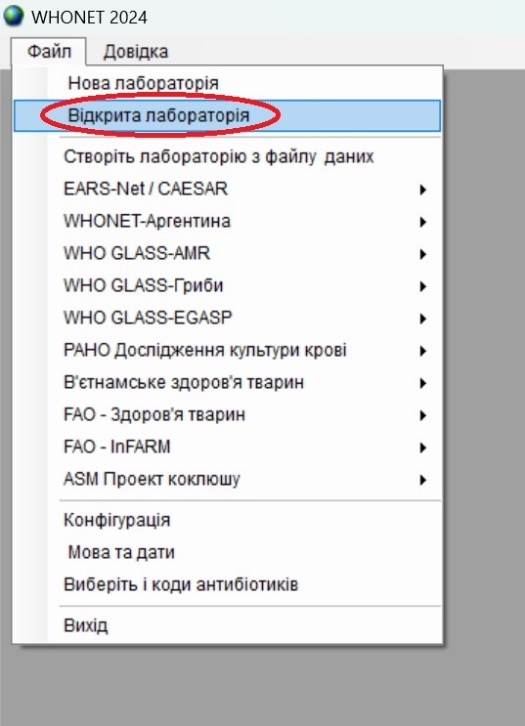 WHONET 2024
Файл Довідка
Нова лабораторія
Відкрита лабораторія
Створіть лабораторію з файлу даних
EARS-Net / CAESAR
WHONET-Аргентина
WHO GLASS-AMR
WHO GLASS-Гриби
WHO GLASS-EGASP
PAHO Дослідження культури крові
В'єтнамське здоров'я тварин
FAO - Здоров'я тварин
FAO - InFARM
ASM Проект коклюшу
Конфігурація
Мова та дати
Виберіть і коди антибіотиків
Вихід